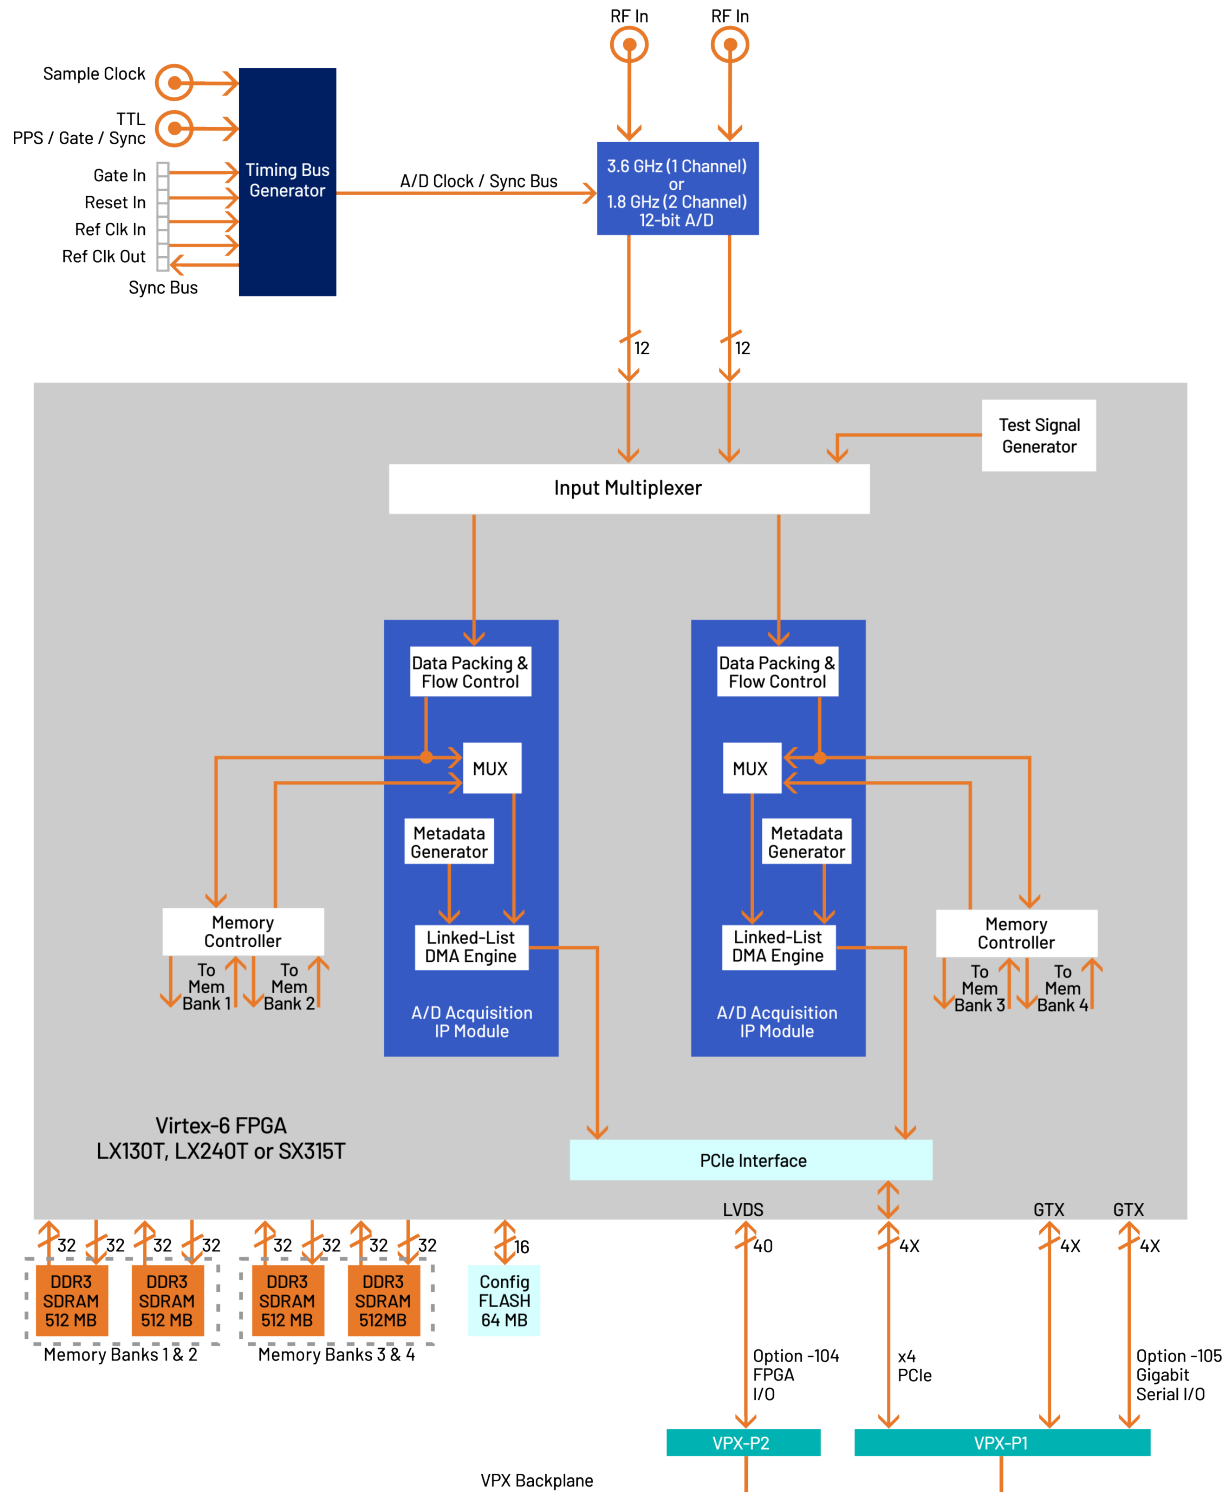 RF In
RF In
Sample Clock
TTL
PPS / Gate / Sync
Gate In
Reset In
Ref Clk In
Ref Clk Out
Sync Bus
Timing Bus
Generator
A/D Clock / Sync Bus
3.6 GHz (1 Channel)
or
1.8 GHz (2 Channel)
12-bit A/D
12
12
Test Signal
Generator
Input Multiplexer
Data Packing &
Flow Control
MUX
Metadata
Generator
Linked-List
DMA Engine
A/D Acquisition
IP Module
Data Packing &
Flow Control
MUX
Metadata
Generator
Linked-List
DMA Engine
A/D Acquisition
IP Module
Memory
Controller
To
Mem
Bank 1
To
Mem
Bank 2
Memory
Controller
To
Mem
Bank 3
To
Mem
Bank 4
Virtex-6 FPGA
LX130T, LX240T or SX315T
PCIe Interface
LVDS
GTX
GTX
32
32
32
32
32
32
32
32
16
40
4X
4X
4X
DDR3
SDRAM
512 MB
DDR3
SDRAM
512 MB
DDR3
SDRAM
512 MB
DDR3
SDRAM
512MB
Config
FLASH
64 MB
Memory Banks 1 & 2
Memory Banks 3 & 4
Option -104
FPGA
I/O
x4
PCIe
Option -105
Gigabit
Serial I/O
VPX-P2
VPX-P1
VPX Backplane